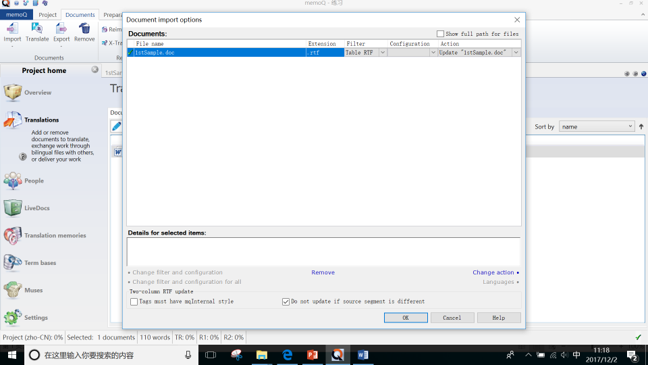 memoQ - 练习
memoQ Project Documents Prepara
Import Translate Export Remove
Documents
Project home
Overview
Translations
Add or remove
documents to translate,
exchange work through
bilingual files with others,
or deliver your work
People
LiveDocs
Translation memories
Term bases
Muses
Settings
Document import options
Documents:
Show full path for files
File name Extension Filter Configuration Action
1stSample.doc .rtf Table RTF Update "1stSample.doc"
Details for selected items:
Change filter and configuration Remove Change action
Change filter and configuration for all Languages
Two-column RTF update
Tags must have mqInternal style Do not update if source segment is different
OK Cancel Help
Sort by name
Project (zho-CN): 0% Selected: 1 documents 110 words TR: 0% R1: 0% R2: 0%
在这里输入你要搜索的内容
中
11:18
2017/12/2
2